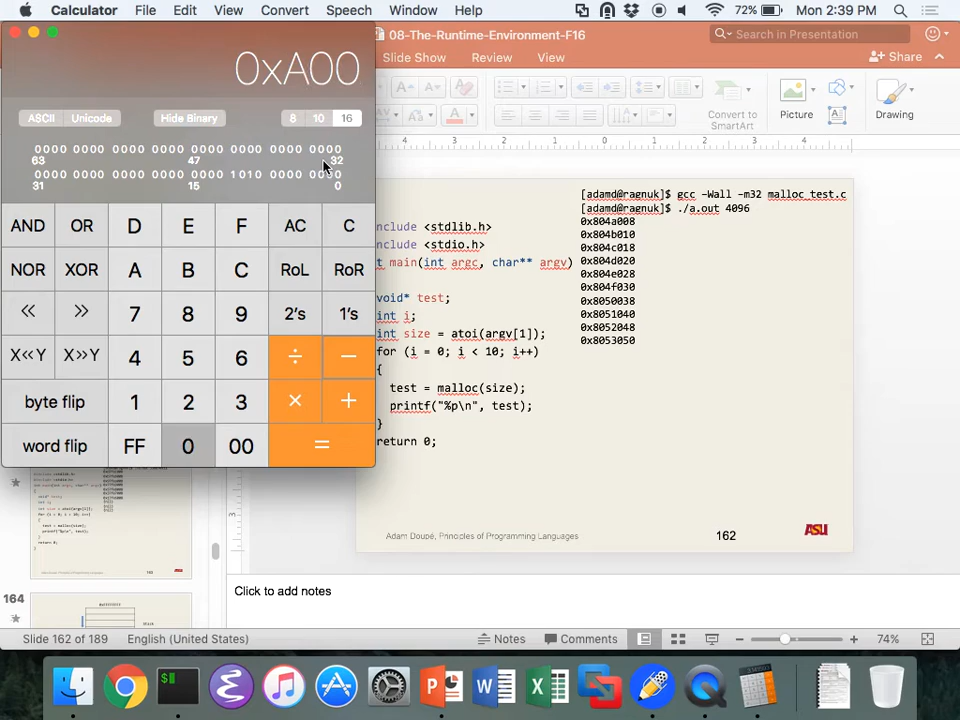 Calculator File Edit View Convert Speech Window Help 72% Mon 2:39 PM
08-The-Runtime-Environment-F16 Search in Presentation
Slide Show Review View Share
Convert to SmartArt
Picture
Drawing
0xA00
ASCII Unicode Hide Binary 8 10 16
0000 0000 0000 0000 0000 0000 0000 0000
63 47 32
0000 0000 0000 0000 0000 1010 0000 0000
31 15 0
AND OR D E F AC C
NOR XOR A B C RoL RoR
<< >> 7 8 9 2's 1's
X<<Y X>>Y 4 5 6 ÷ −
byte flip 1 2 3 × +
word flip FF 0 00 =
4 2 0 2 4
nclude <stdlib.h>
nclude <stdio.h>
t main(int argc, char** argv)
void* test;
int i;
int size = atoi(argv[1]);
for (i = 0; i < 10; i++)
{
test = malloc(size);
printf("%p\n", test);
}
return 0;
[adamd@ragnuk]$ gcc -Wall -m32 malloc_test.c
[adamd@ragnuk]$ ./a.out 4096
0x804a008
0x804b010
0x804c018
0x804d020
0x804e028
0x804f030
0x8050038
0x8051040
0x8052048
0x8053050
Adam Doupé, Principles of Programming Languages 162 ASU
164
Click to add notes
Slide 162 of 189 English (United States) Notes Comments 74%